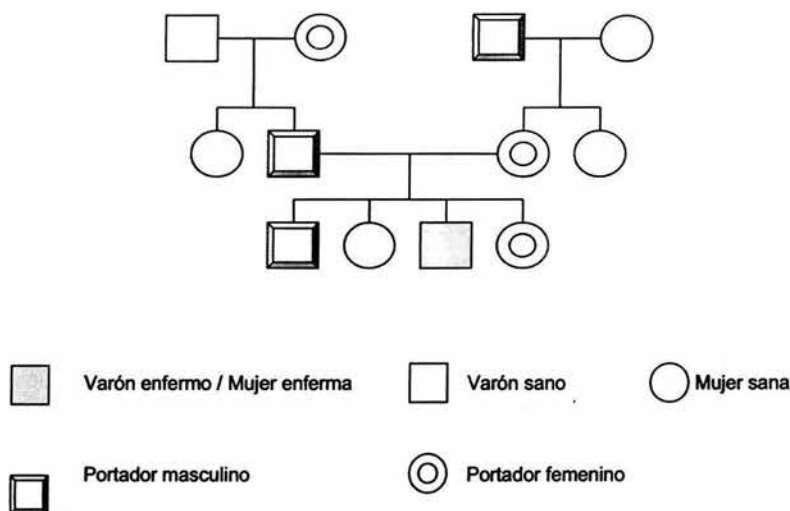 Varón enfermo / Mujer enferma
Varón sano
Mujer sana
Portador masculino
Portador femenino